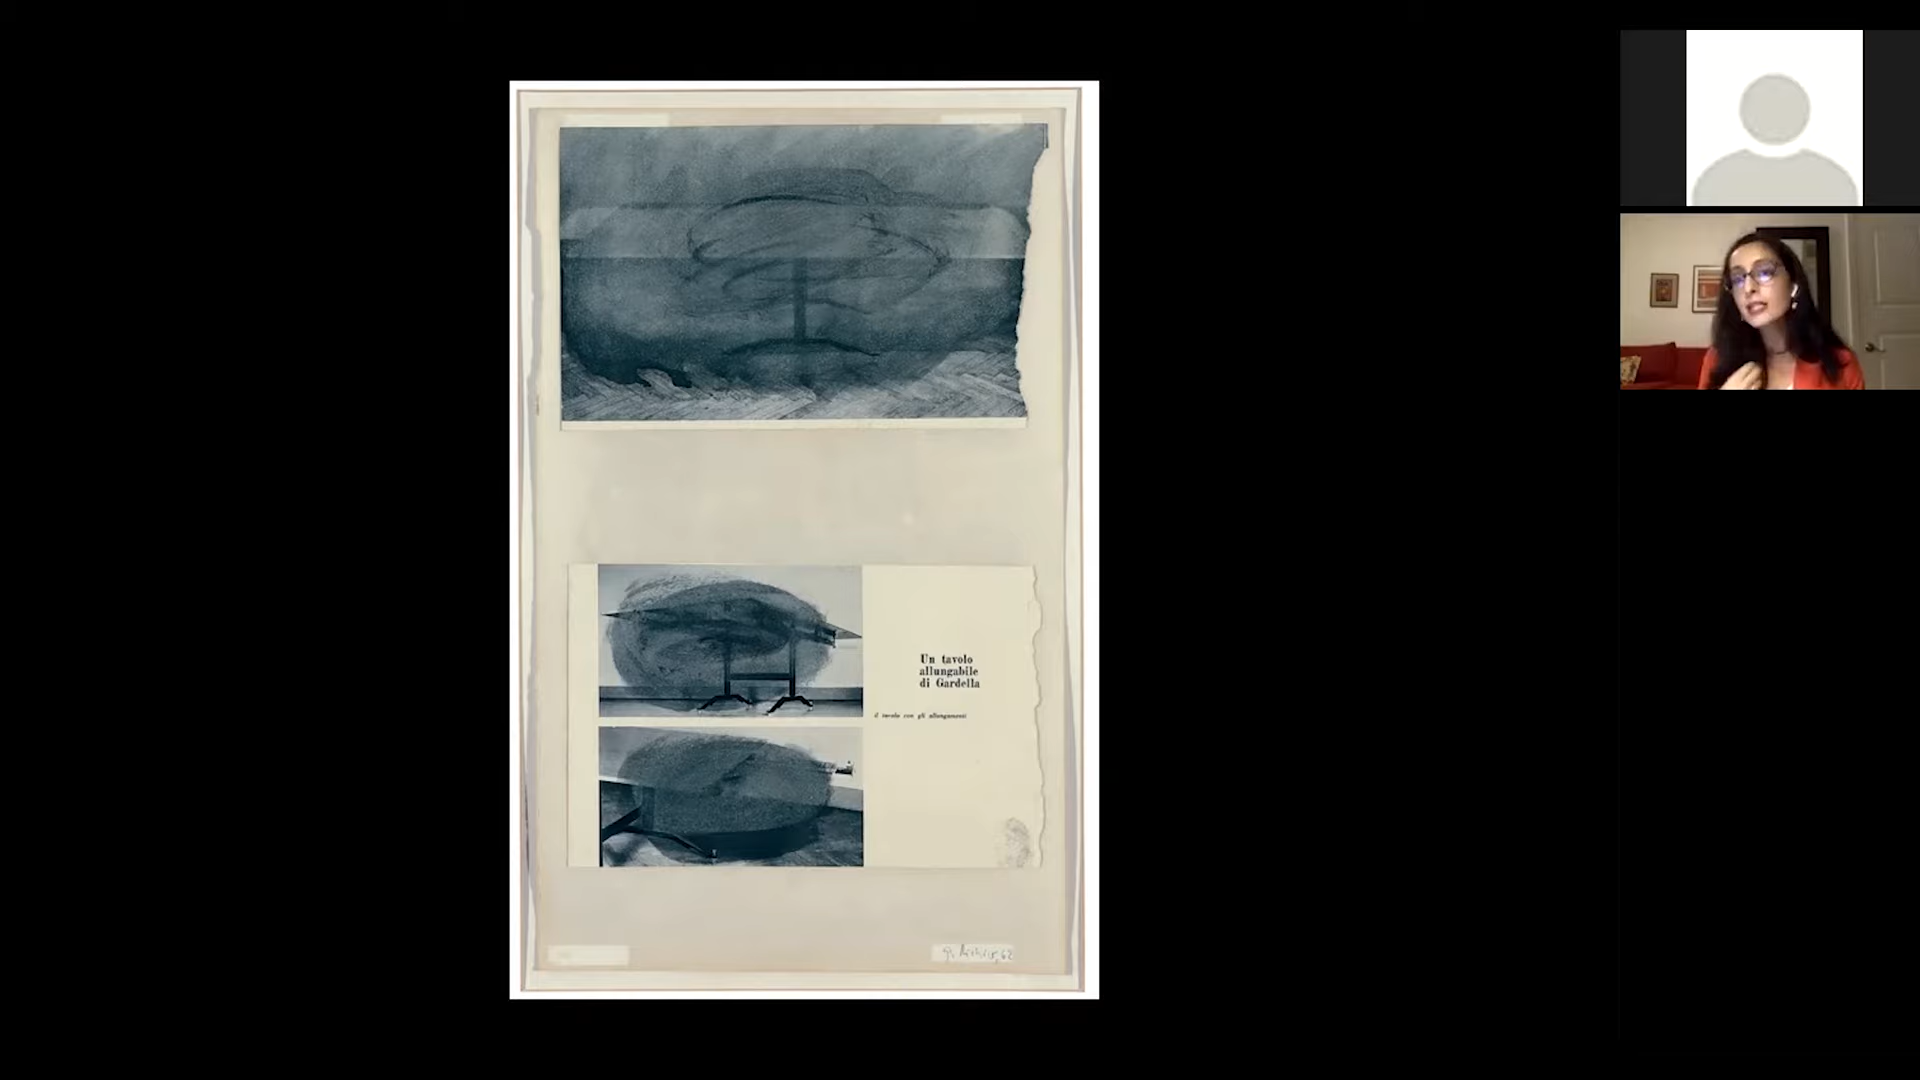 Un tavolo
allungabile
di Gardella
il tavolo con gli allungamenti